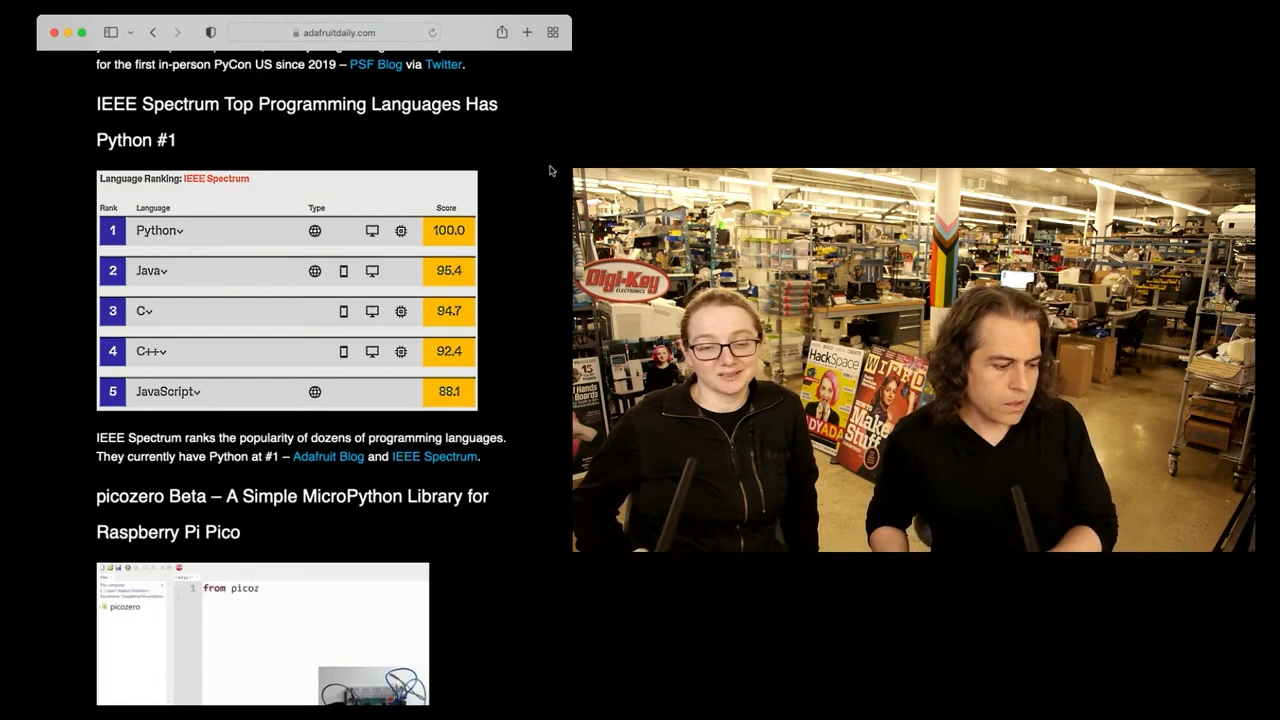 adafruitdaily.com
for the first in-person PyCon US since 2019 – PSF Blog via Twitter.
IEEE Spectrum Top Programming Languages Has
Python #1
Language Ranking: IEEE Spectrum
Rank Language Type Score
1 Python 100.0
2 Java 95.4
3 C 94.7
4 C++ 92.4
5 JavaScript 88.1
IEEE Spectrum ranks the popularity of dozens of programming languages.
They currently have Python at #1 – Adafruit Blog and IEEE Spectrum.
picozero Beta – A Simple MicroPython Library for
Raspberry Pi Pico
1 from picoz
picozero
Digi-Key
ELECTRONICS
HackSpace
WIRED
HOW TO
Make
Stuff